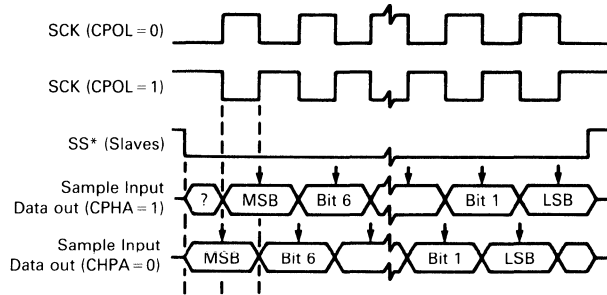 SCK (CPOL = 0)
SCK (CPOL = 1)
SS* (Slaves)
Sample Input
Data out (CPHA = 1)
? MSB Bit 6 Bit 1 LSB
Sample Input
Data out (CHPA = 0)
MSB Bit 6 Bit 1 LSB